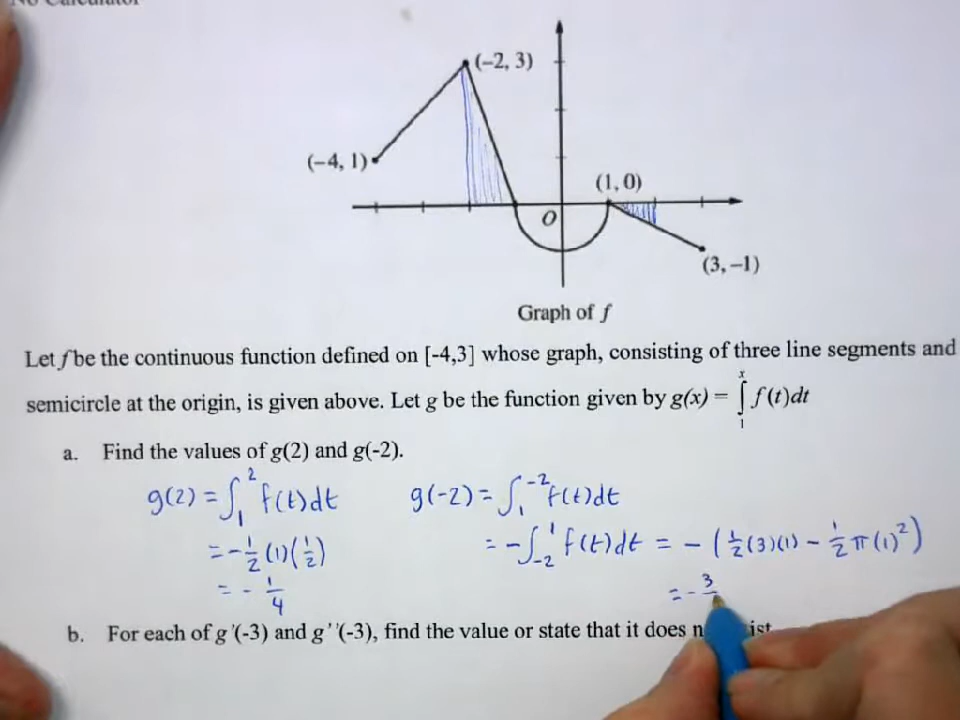 No Calculator
(-2, 3)
(-4, 1)
(1, 0)
O
(3, -1)
Graph of f
Let f be the continuous function defined on [-4,3] whose graph, consisting of three line segments and
semicircle at the origin, is given above. Let g be the function given by g(x) = ∫₁ˣ f(t)dt
a. Find the values of g(2) and g(-2).
g(2) = ∫₁² f(t)dt
= -1/2 (1)(1/2)
= -1/4
g(-2) = ∫₁⁻² f(t)dt
= -∫₋₂¹ f(t)dt = -(1/2(3)(1) - 1/2 π(1)²)
= -3
b. For each of g'(-3) and g''(-3), find the value or state that it does